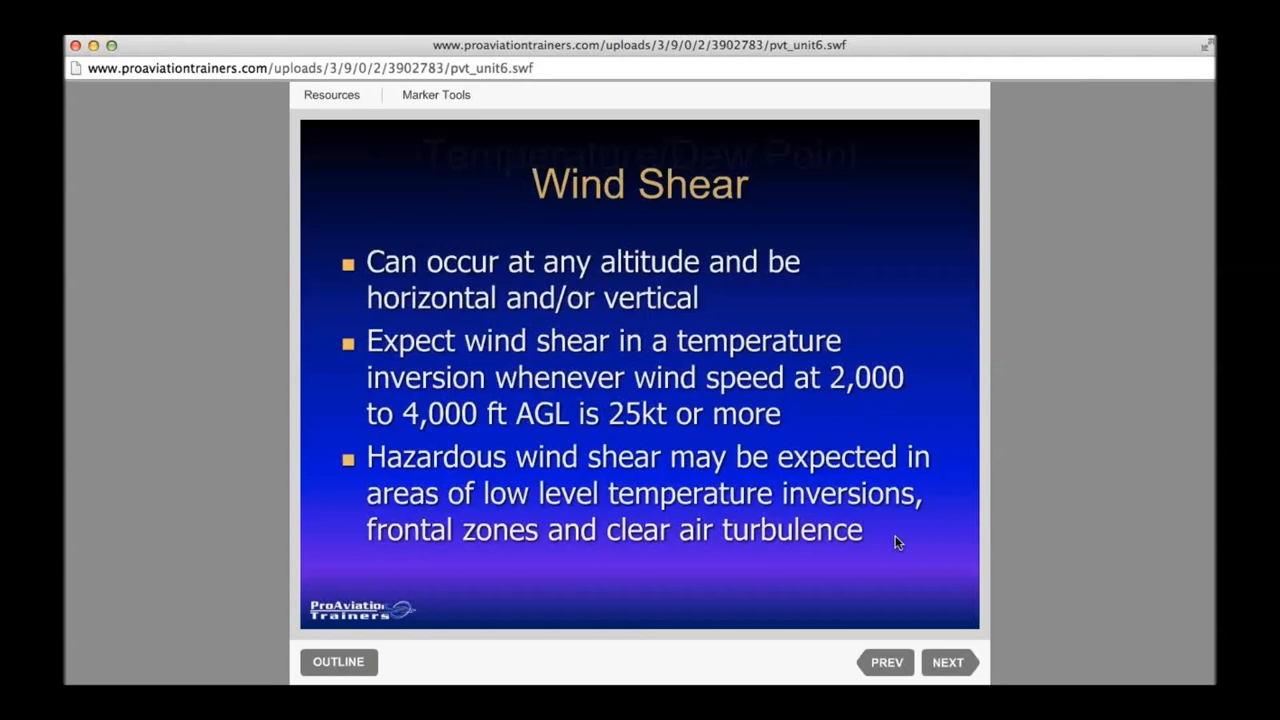 www.proaviationtrainers.com/uploads/3/9/0/2/3902783/pvt_unit6.swf
www.proaviationtrainers.com/uploads/3/9/0/2/3902783/pvt_unit6.swf
Resources
Marker Tools
Temperature/Dew Point
Wind Shear
Can occur at any altitude and be
horizontal and/or vertical
Expect wind shear in a temperature
inversion whenever wind speed at 2,000
to 4,000 ft AGL is 25kt or more
Hazardous wind shear may be expected in
areas of low level temperature inversions,
frontal zones and clear air turbulence
ProAviation
Trainers
OUTLINE
PREV
NEXT